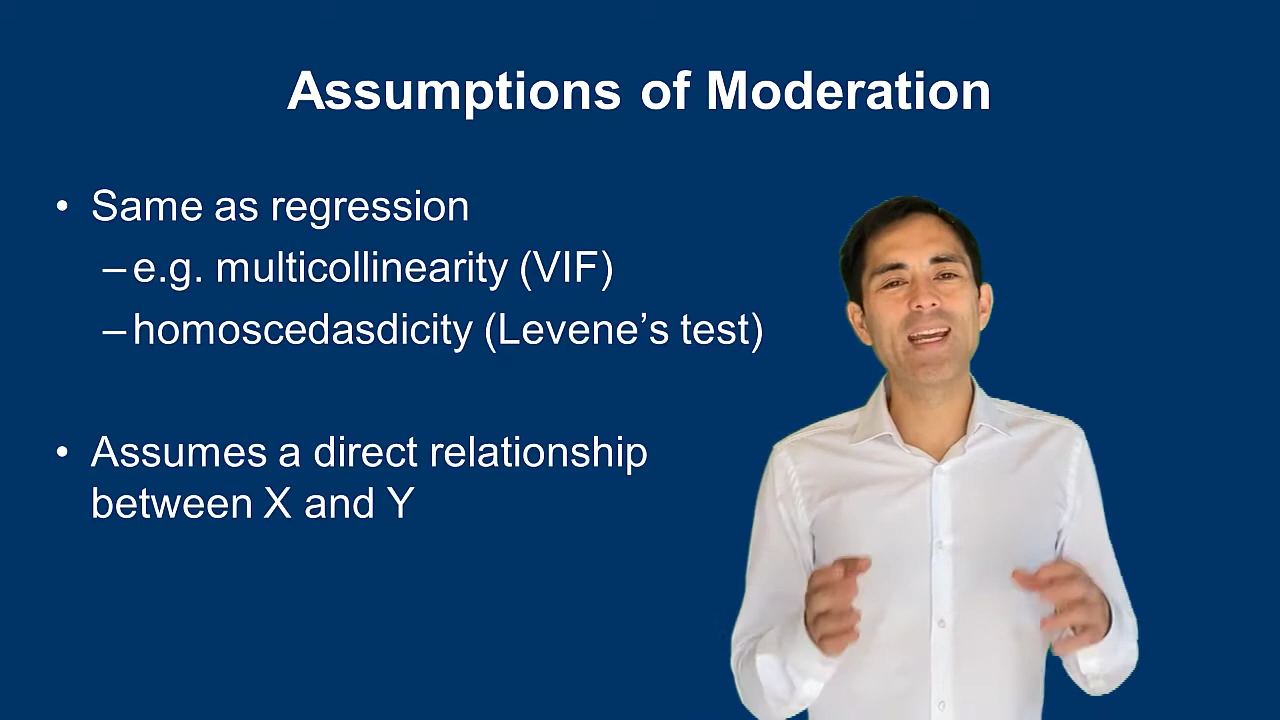 Assumptions of Moderation
• Same as regression
–e.g. multicollinearity (VIF)
–homoscedasdicity (Levene’s test)
• Assumes a direct relationship
between X and Y